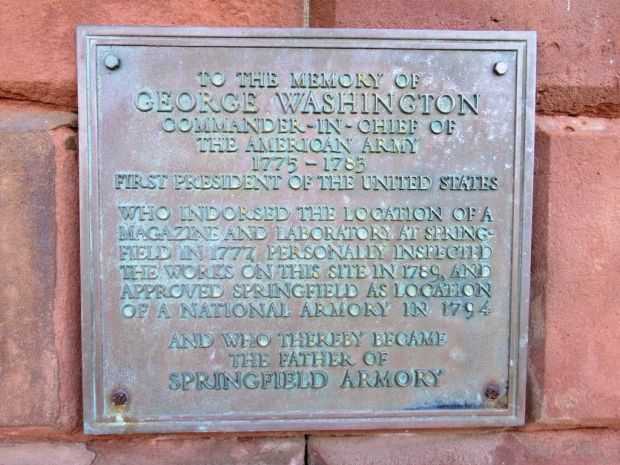 TO THE MEMORY OF
GEORGE WASHINGTON
COMMANDER-IN-CHIEF OF
THE AMERICAN ARMY
1775 - 1783
FIRST PRESIDENT OF THE UNITED STATES
WHO INDORSED THE LOCATION OF A
MAGAZINE AND LABORATORY AT SPRING-
FIELD IN 1777, PERSONALLY INSPECTED
THE WORKS ON THIS SITE IN 1789, AND
APPROVED SPRINGFIELD AS LOCATION
OF A NATIONAL ARMORY IN 1794
AND WHO THEREBY BECAME
THE FATHER OF
SPRINGFIELD ARMORY